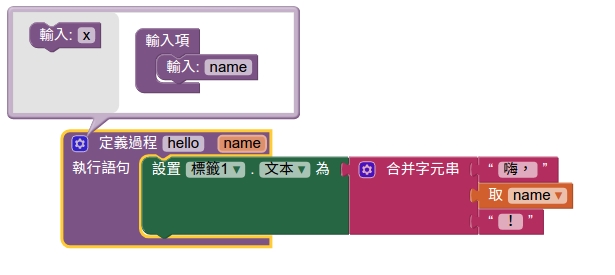 輸入: x
輸入項
輸入: name
定義過程 hello name
執行語句 設置 標籤1 . 文本 為 合并字元串 “ 嗨， ”
取 name
“ ！ ”